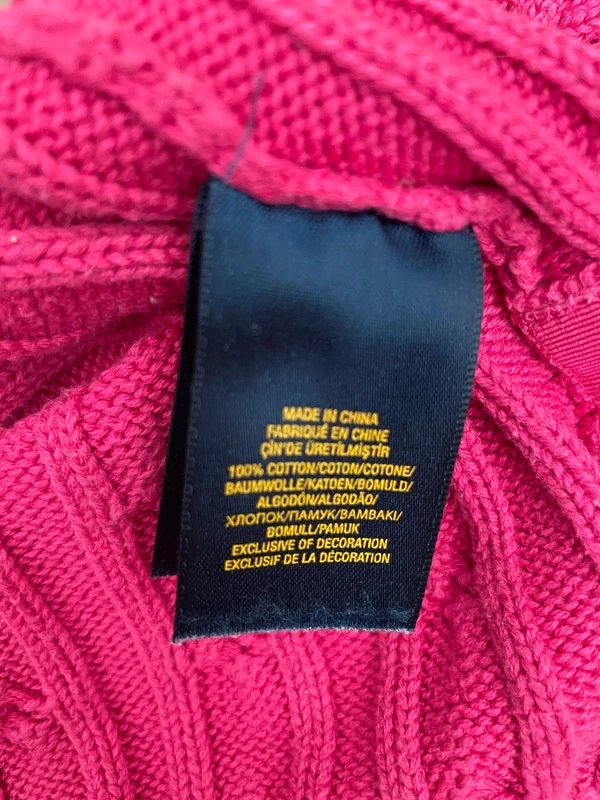 MADE IN CHINA
FABRIQUÉ EN CHINE
ÇİN'DE ÜRETİLMİŞTİR
100% COTTON/COTON/COTONE/
BAUMWOLLE/KATOEN/BOMULD/
ALGODÓN/ALGODÃO/
ХЛОПОК/ПАМУК/BAMBAKI/
BOMULL/PAMUK
EXCLUSIVE OF DECORATION
EXCLUSIF DE LA DÉCORATION